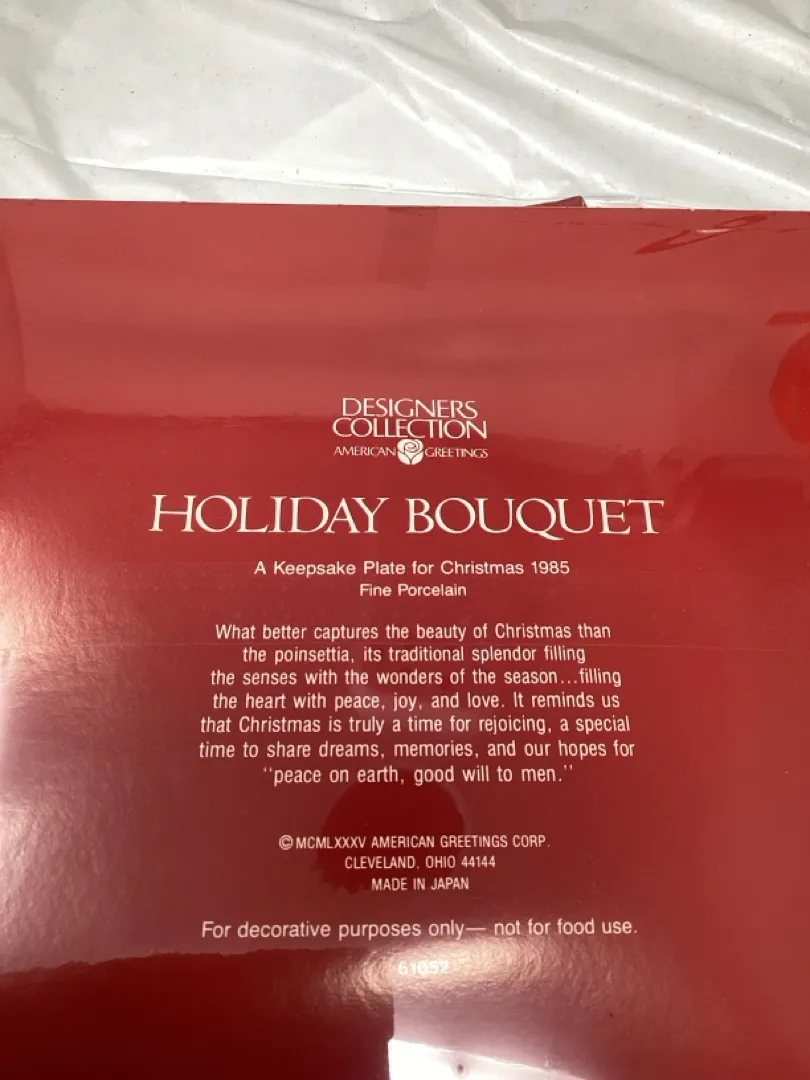 DESIGNERS
COLLECTION
AMERICAN GREETINGS
HOLIDAY BOUQUET
A Keepsake Plate for Christmas 1985
Fine Porcelain
What better captures the beauty of Christmas than
the poinsettia, its traditional splendor filling
the senses with the wonders of the season...filling
the heart with peace, joy, and love. It reminds us
that Christmas is truly a time for rejoicing, a special
time to share dreams, memories, and our hopes for
"peace on earth, good will to men."
©MCMLXXXV AMERICAN GREETINGS CORP.
CLEVELAND, OHIO 44144
MADE IN JAPAN
For decorative purposes only— not for food use.
61052